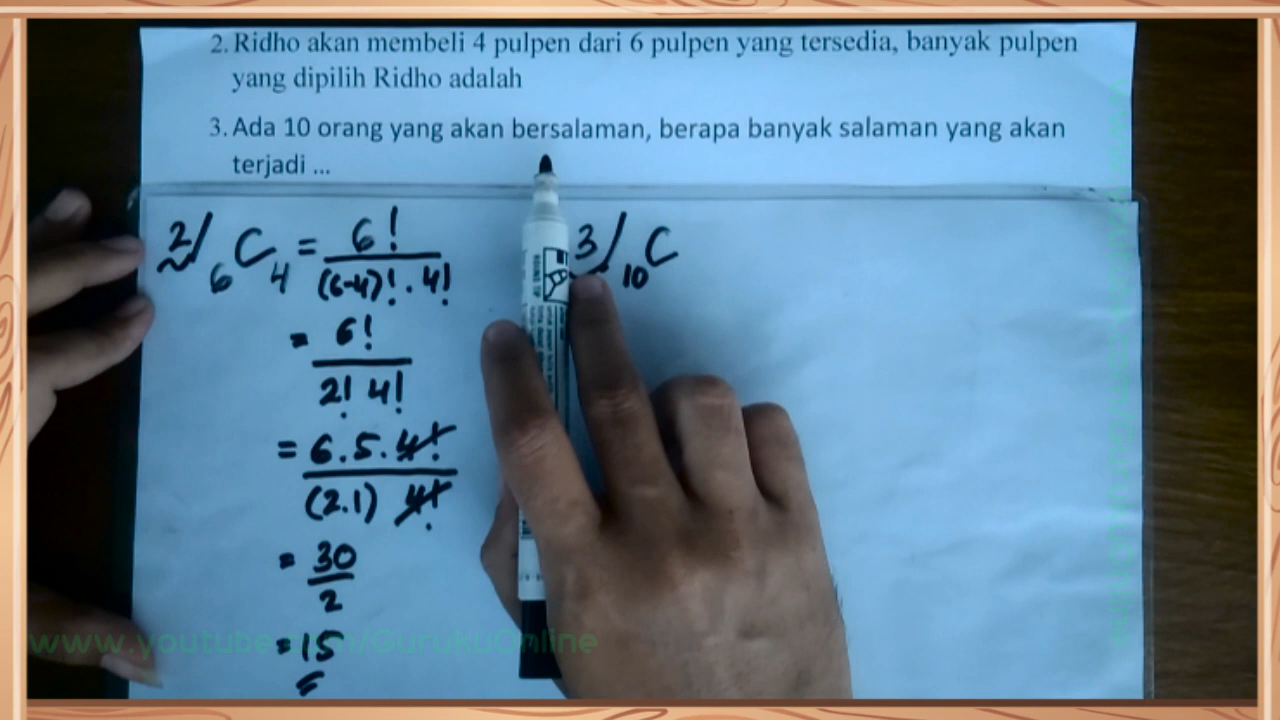 2. Ridho akan membeli 4 pulpen dari 6 pulpen yang tersedia, banyak pulpen
yang dipilih Ridho adalah
3. Ada 10 orang yang akan bersalaman, berapa banyak salaman yang akan
terjadi ...
2/ 6C4 = 6! / (6-4)! . 4!
= 6! / 2! 4!
= 6.5.4! / (2.1) 4!
= 30 / 2
= 15
3/ 10C
www.youtube.com/GurukuOnline